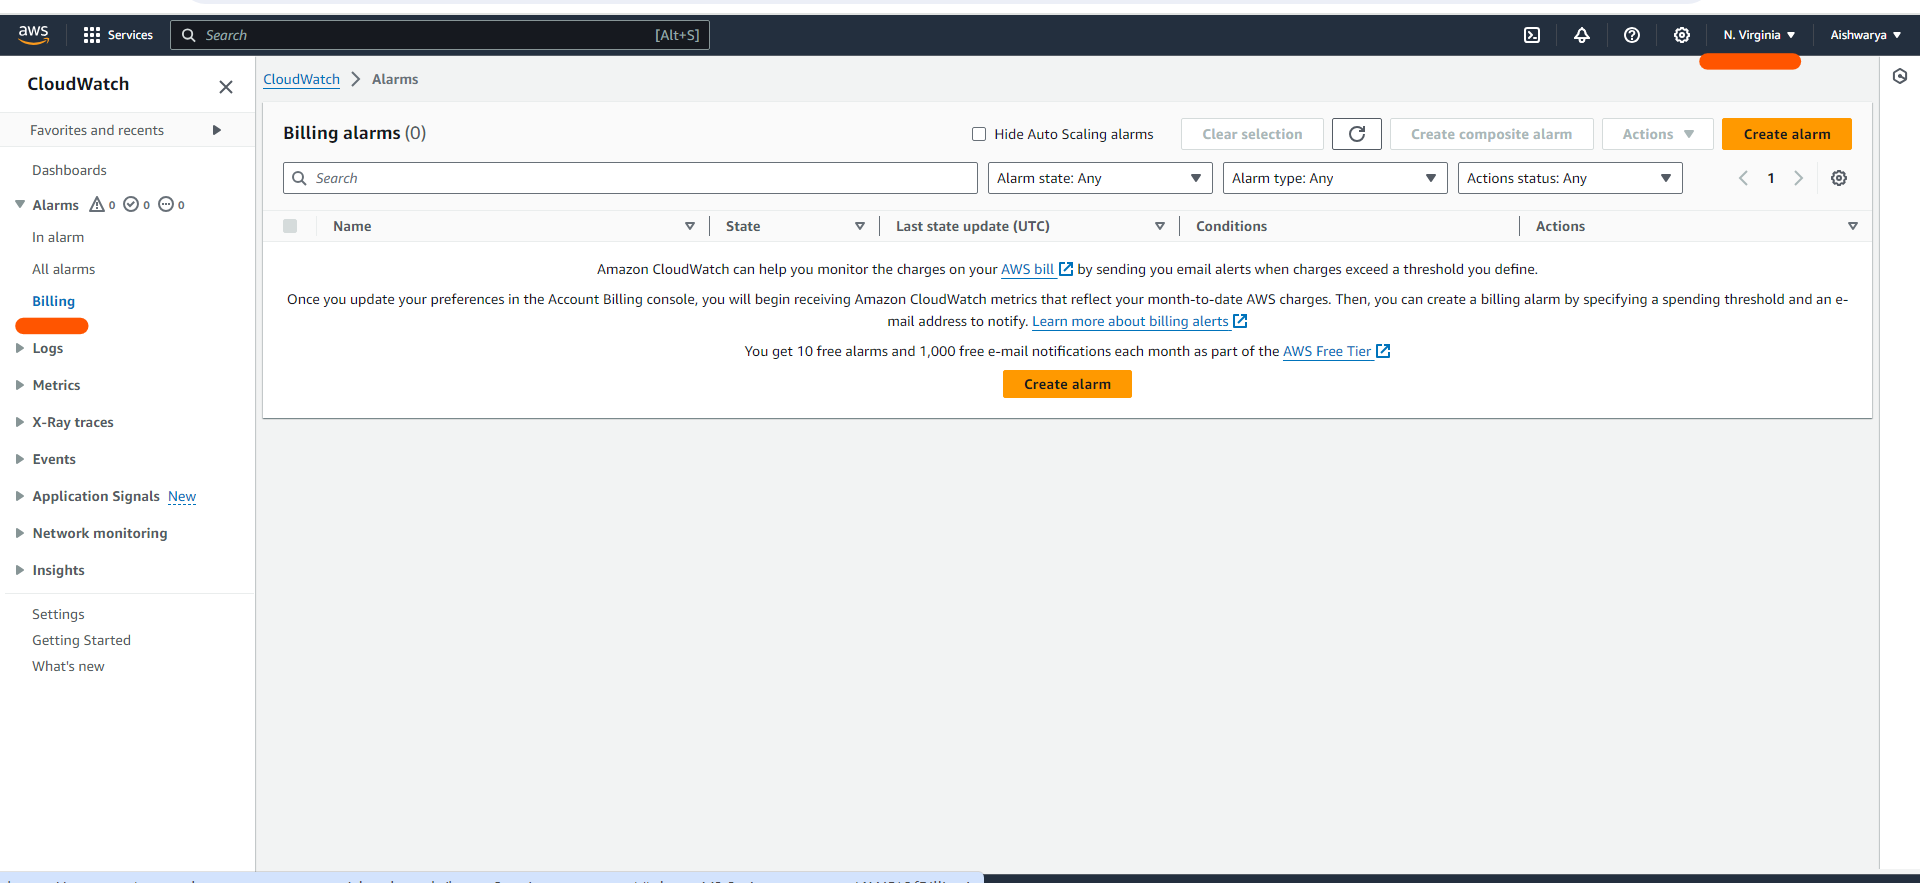 aws
Services
Search
[Alt+S]
N. Virginia
Aishwarya
CloudWatch
Favorites and recents
Dashboards
Alarms 0 0 0
In alarm
All alarms
Billing
Logs
Metrics
X-Ray traces
Events
Application Signals New
Network monitoring
Insights
Settings
Getting Started
What's new
CloudWatch Alarms
Billing alarms (0)
Hide Auto Scaling alarms
Clear selection
Create composite alarm
Actions
Create alarm
Search
Alarm state: Any
Alarm type: Any
Actions status: Any
1
Name
State
Last state update (UTC)
Conditions
Actions
Amazon CloudWatch can help you monitor the charges on your AWS bill by sending you email alerts when charges exceed a threshold you define.
Once you update your preferences in the Account Billing console, you will begin receiving Amazon CloudWatch metrics that reflect your month-to-date AWS charges. Then, you can create a billing alarm by specifying a spending threshold and an e-
mail address to notify. Learn more about billing alerts
You get 10 free alarms and 1,000 free e-mail notifications each month as part of the AWS Free Tier
Create alarm